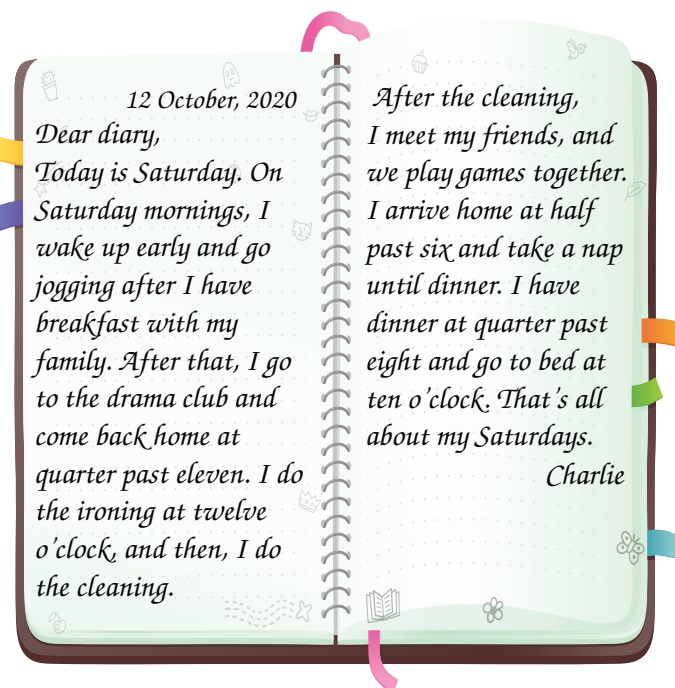 12 October, 2020
Dear diary,
Today is Saturday. On
Saturday mornings, I
wake up early and go
jogging after I have
breakfast with my
family. After that, I go
to the drama club and
come back home at
quarter past eleven. I do
the ironing at twelve
o'clock, and then, I do
the cleaning.
After the cleaning,
I meet my friends, and
we play games together.
I arrive home at half
past six and take a nap
until dinner. I have
dinner at quarter past
eight and go to bed at
ten o'clock. That's all
about my Saturdays.
Charlie